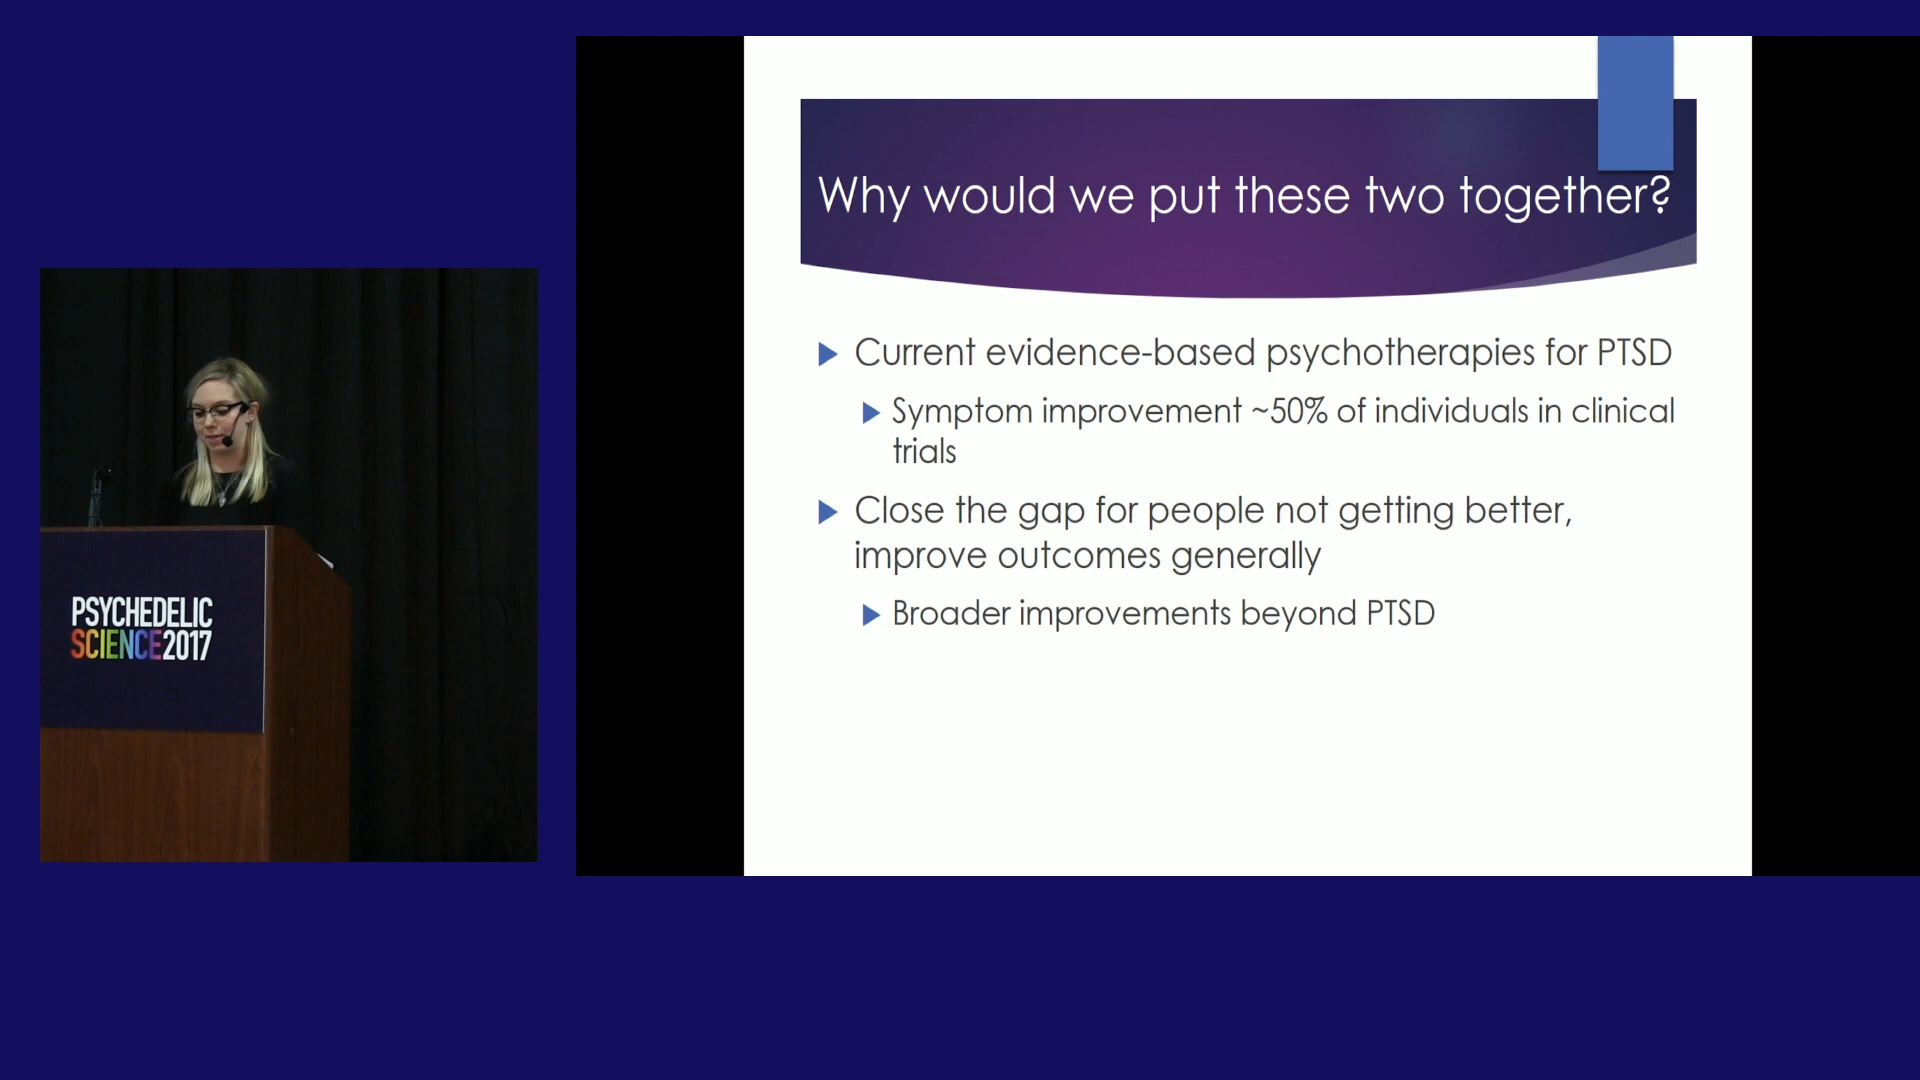 Why would we put these two together?
Current evidence-based psychotherapies for PTSD
Symptom improvement ~50% of individuals in clinical
trials
Close the gap for people not getting better,
improve outcomes generally
Broader improvements beyond PTSD
PSYCHEDELIC
SCIENCE2017